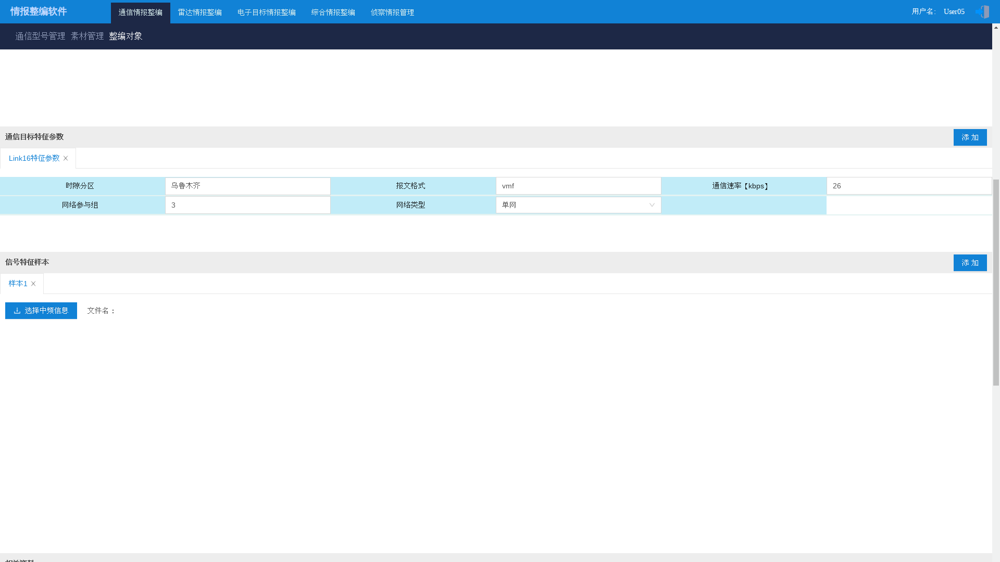 情报整编软件 通信情报整编 雷达情报整编 电子目标情报整编 综合情报整编 侦察情报管理 用户名: User05
通信型号管理 素材管理 整编对象
通信目标特征参数 添 加
Link16特征参数
时隙分区 乌鲁木齐 报文格式 vmf 通信速率【kbps】 26
网络参与组 3 网络类型 单网
信号特征样本 添 加
样本1
选择中频信息 文件名：